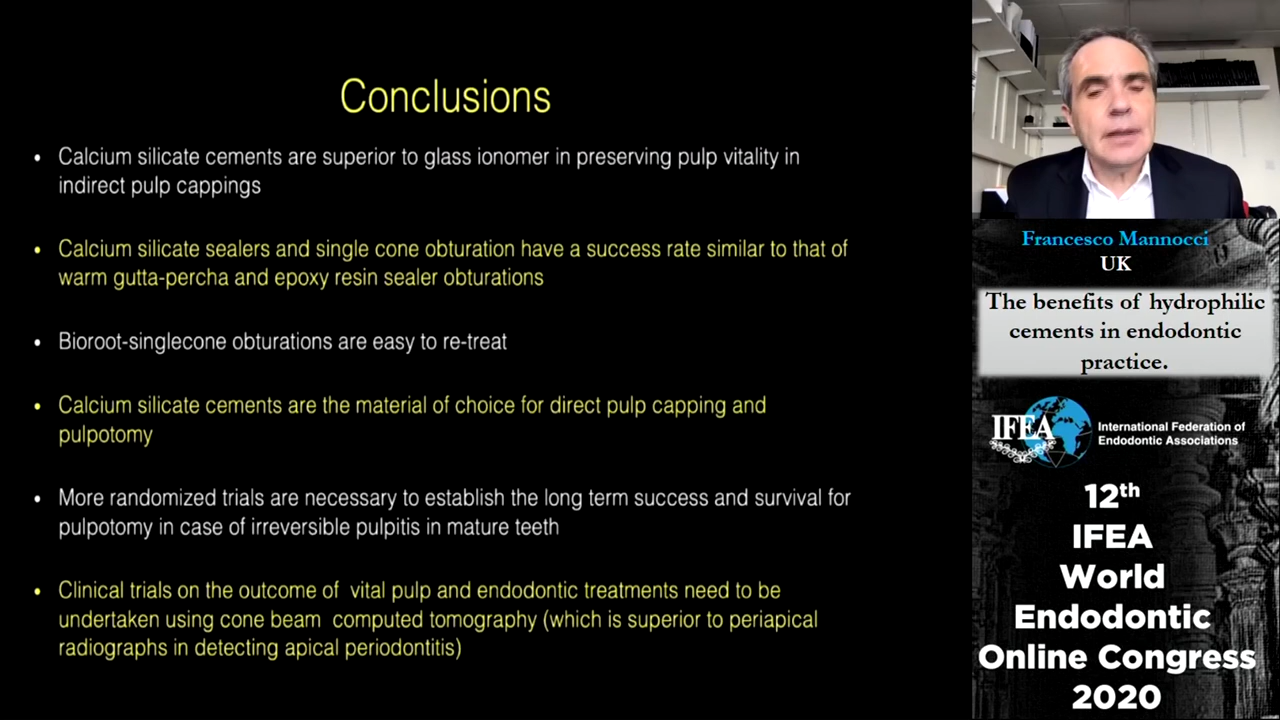 Conclusions
• Calcium silicate cements are superior to glass ionomer in preserving pulp vitality in
indirect pulp cappings
• Calcium silicate sealers and single cone obturation have a success rate similar to that of
warm gutta-percha and epoxy resin sealer obturations
• Bioroot-singlecone obturations are easy to re-treat
• Calcium silicate cements are the material of choice for direct pulp capping and
pulpotomy
• More randomized trials are necessary to establish the long term success and survival for
pulpotomy in case of irreversible pulpitis in mature teeth
• Clinical trials on the outcome of vital pulp and endodontic treatments need to be
undertaken using cone beam computed tomography (which is superior to periapical
radiographs in detecting apical periodontitis)
Francesco Mannocci
UK
The benefits of hydrophilic
cements in endodontic
practice.
IFEA
International Federation of
Endodontic Associations
12th
IFEA
World
Endodontic
Online Congress
2020